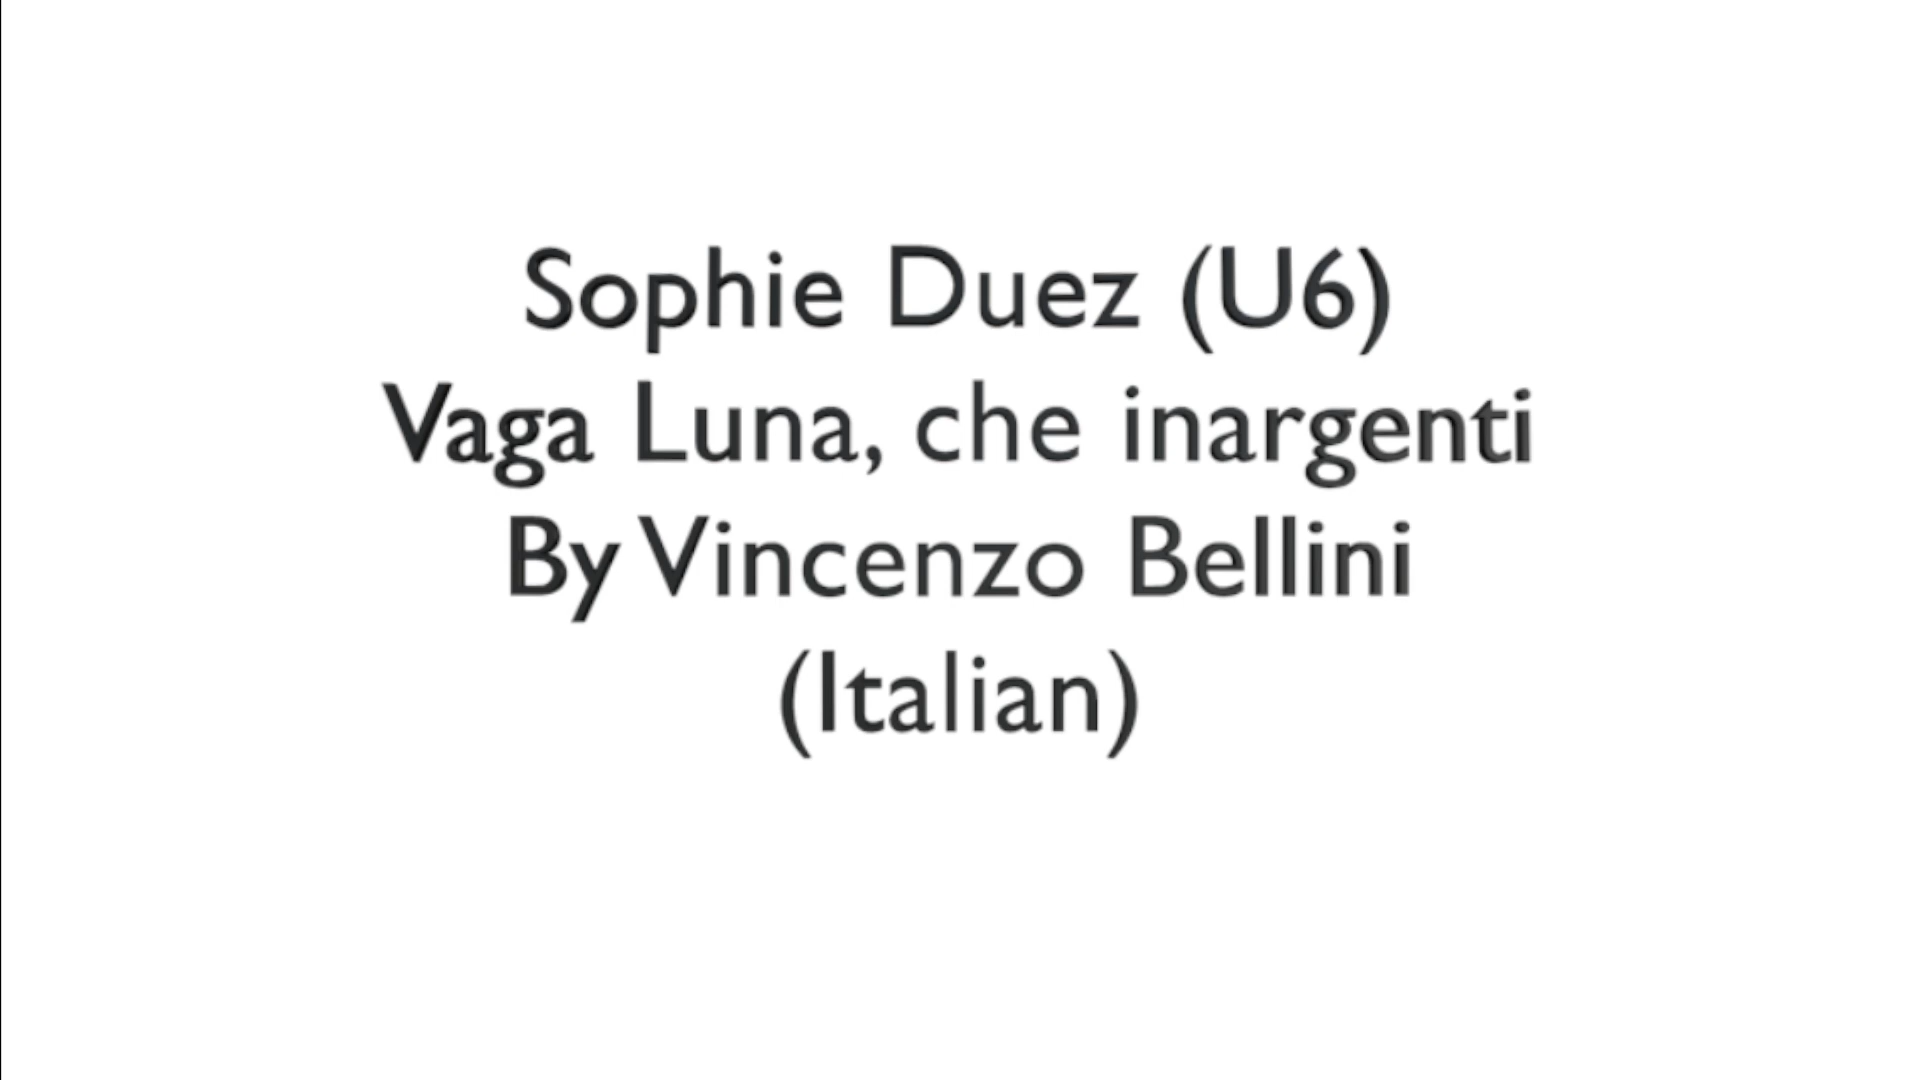 Sophie Duez (U6)
Vaga Luna, che inargenti
By Vincenzo Bellini
(Italian)